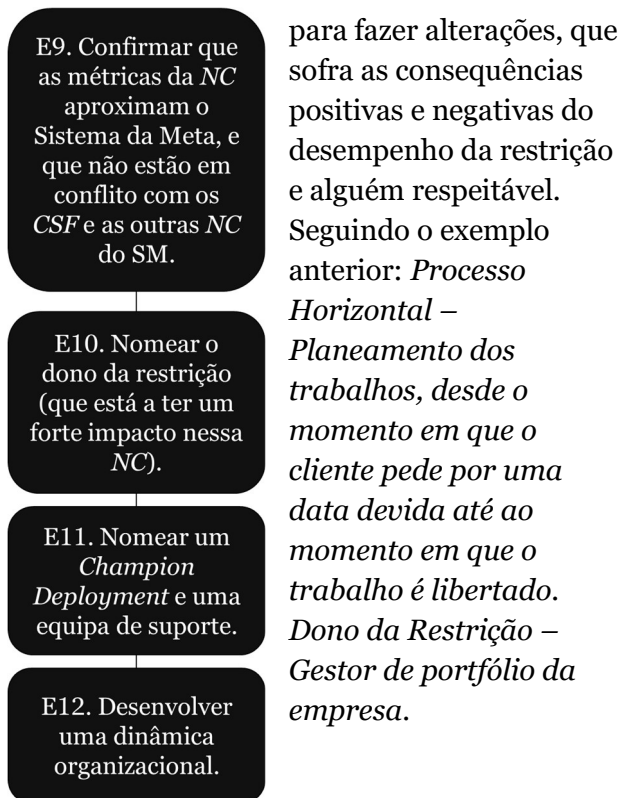 E9. Confirmar que
as métricas da NC
aproximam o
Sistema da Meta, e
que não estão em
conflito com os
CSF e as outras NC
do SM.
E10. Nomear o
dono da restrição
(que está a ter um
forte impacto nessa
NC).
E11. Nomear um
Champion
Deployment e uma
equipa de suporte.
E12. Desenvolver
uma dinâmica
organizacional.
para fazer alterações, que
sofra as consequências
positivas e negativas do
desempenho da restrição
e alguém respeitável.
Seguindo o exemplo
anterior: Processo
Horizontal –
Planeamento dos
trabalhos, desde o
momento em que o
cliente pede por uma
data devida até ao
momento em que o
trabalho é libertado.
Dono da Restrição –
Gestor de portfólio da
empresa.